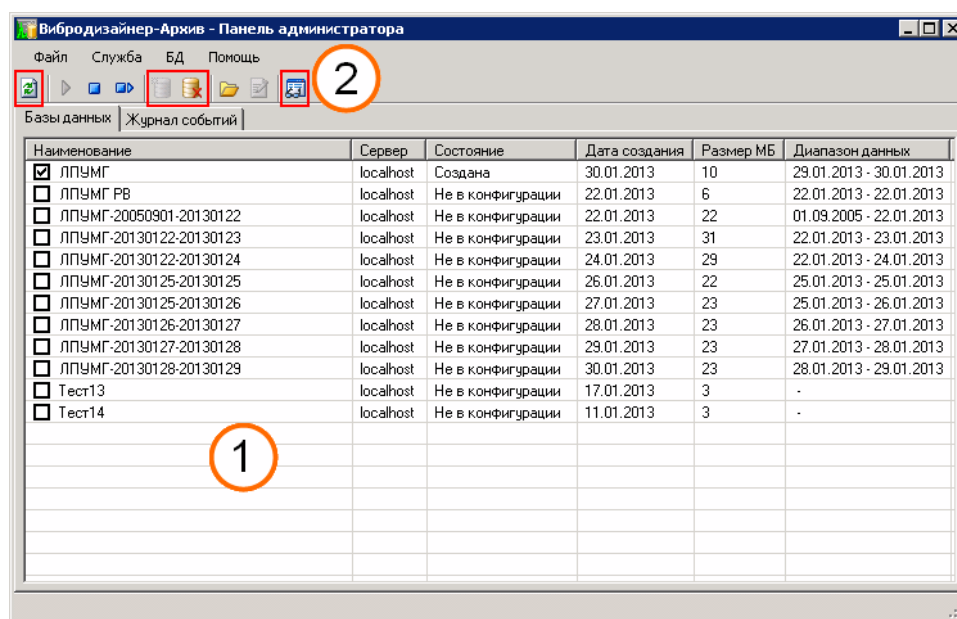 Вибродизайнер-Архив - Панель администратора
Файл Служба БД Помощь
2
Базы данных Журнал событий
Наименование Сервер Состояние Дата создания Размер МБ Диапазон данных
ЛПУМГ localhost Создана 30.01.2013 10 29.01.2013 - 30.01.2013
ЛПУМГ РВ localhost Не в конфигурации 22.01.2013 6 22.01.2013 - 22.01.2013
ЛПУМГ-20050901-20130122 localhost Не в конфигурации 22.01.2013 22 01.09.2005 - 22.01.2013
ЛПУМГ-20130122-20130123 localhost Не в конфигурации 23.01.2013 31 22.01.2013 - 23.01.2013
ЛПУМГ-20130122-20130124 localhost Не в конфигурации 24.01.2013 29 22.01.2013 - 24.01.2013
ЛПУМГ-20130125-20130125 localhost Не в конфигурации 26.01.2013 22 25.01.2013 - 25.01.2013
ЛПУМГ-20130125-20130126 localhost Не в конфигурации 27.01.2013 23 25.01.2013 - 26.01.2013
ЛПУМГ-20130126-20130127 localhost Не в конфигурации 28.01.2013 23 26.01.2013 - 27.01.2013
ЛПУМГ-20130127-20130128 localhost Не в конфигурации 29.01.2013 23 27.01.2013 - 28.01.2013
ЛПУМГ-20130128-20130129 localhost Не в конфигурации 30.01.2013 23 28.01.2013 - 29.01.2013
Тест13 localhost Не в конфигурации 17.01.2013 3 -
Тест14 localhost Не в конфигурации 11.01.2013 3 -
1